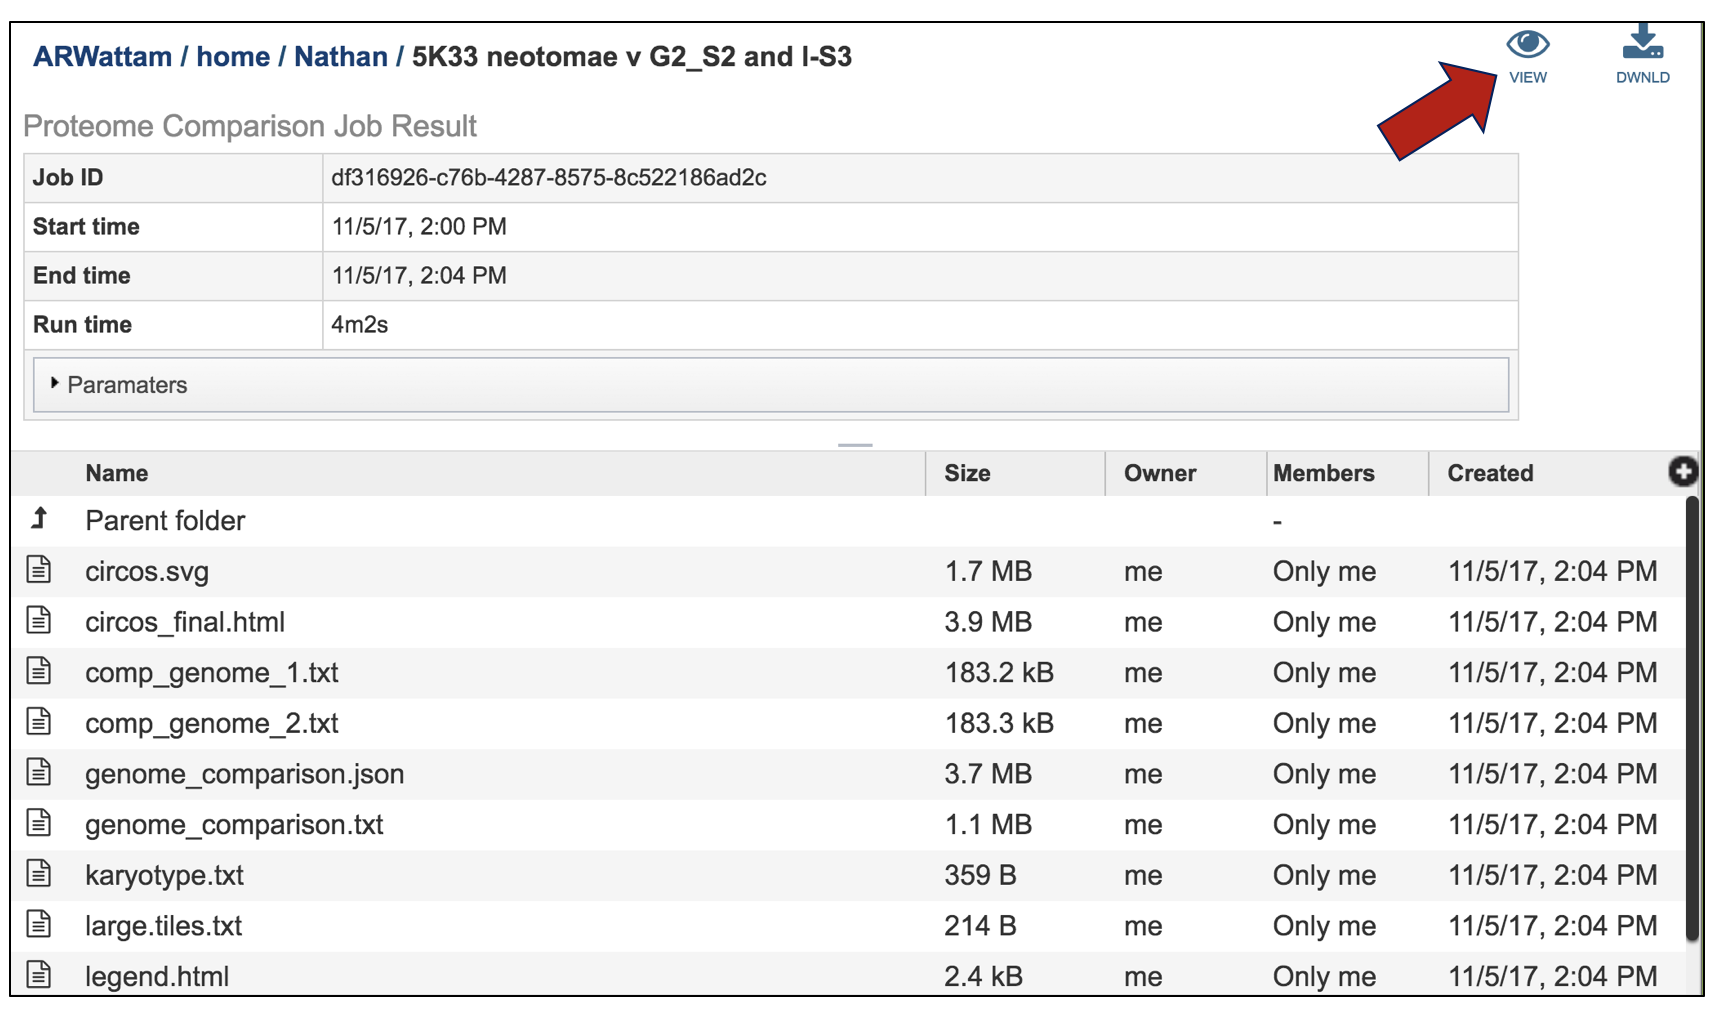 ARWattam / home / Nathan / 5K33 neotomae v G2_S2 and I-S3
VIEW
DWNLD
Proteome Comparison Job Result
Job ID df316926-c76b-4287-8575-8c522186ad2c
Start time 11/5/17, 2:00 PM
End time 11/5/17, 2:04 PM
Run time 4m2s
Paramaters
Name Size Owner Members Created
Parent folder -
circos.svg 1.7 MB me Only me 11/5/17, 2:04 PM
circos_final.html 3.9 MB me Only me 11/5/17, 2:04 PM
comp_genome_1.txt 183.2 kB me Only me 11/5/17, 2:04 PM
comp_genome_2.txt 183.3 kB me Only me 11/5/17, 2:04 PM
genome_comparison.json 3.7 MB me Only me 11/5/17, 2:04 PM
genome_comparison.txt 1.1 MB me Only me 11/5/17, 2:04 PM
karyotype.txt 359 B me Only me 11/5/17, 2:04 PM
large.tiles.txt 214 B me Only me 11/5/17, 2:04 PM
legend.html 2.4 kB me Only me 11/5/17, 2:04 PM